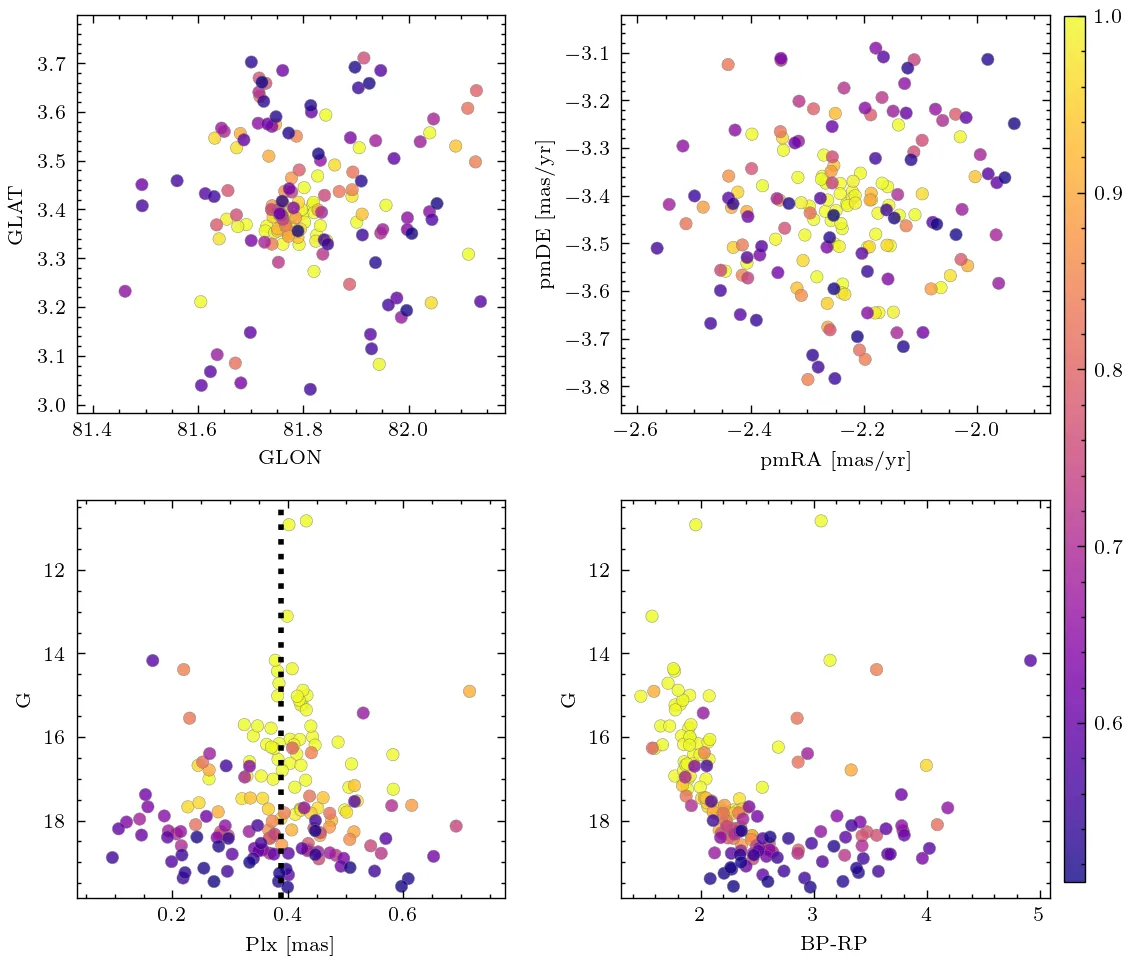 3.7
3.6
3.5
3.4
3.3
3.2
3.1
3.0
GLAT
81.4 81.6 81.8 82.0
GLON
−3.1
−3.2
−3.3
−3.4
−3.5
−3.6
−3.7
−3.8
pmDE [mas/yr]
−2.6 −2.4 −2.2 −2.0
pmRA [mas/yr]
1.0
0.9
0.8
0.7
0.6
12
14
16
18
G
0.2 0.4 0.6
Plx [mas]
12
14
16
18
G
2 3 4 5
BP-RP